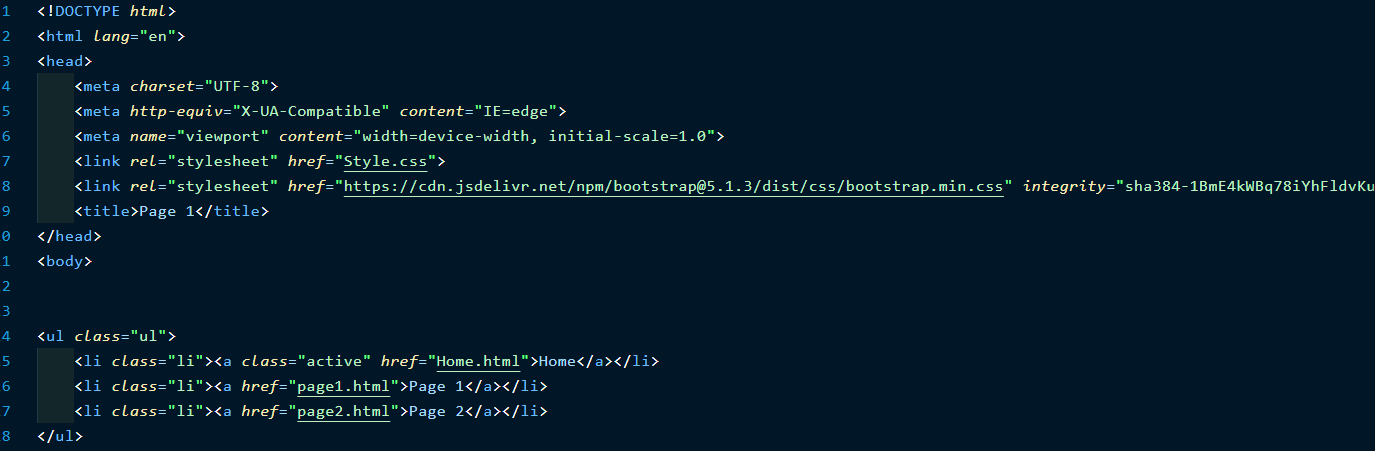 1 <!DOCTYPE html>
2 <html lang="en">
3 <head>
4     <meta charset="UTF-8">
5     <meta http-equiv="X-UA-Compatible" content="IE=edge">
6     <meta name="viewport" content="width=device-width, initial-scale=1.0">
7     <link rel="stylesheet" href="Style.css">
8     <link rel="stylesheet" href="https://cdn.jsdelivr.net/npm/bootstrap@5.1.3/dist/css/bootstrap.min.css" integrity="sha384-1BmE4kWBq78iYhFldvKu
9     <title>Page 1</title>
0 </head>
1 <body>
2
3
4 <ul class="ul">
5     <li class="li"><a class="active" href="Home.html">Home</a></li>
6     <li class="li"><a href="page1.html">Page 1</a></li>
7     <li class="li"><a href="page2.html">Page 2</a></li>
8 </ul>